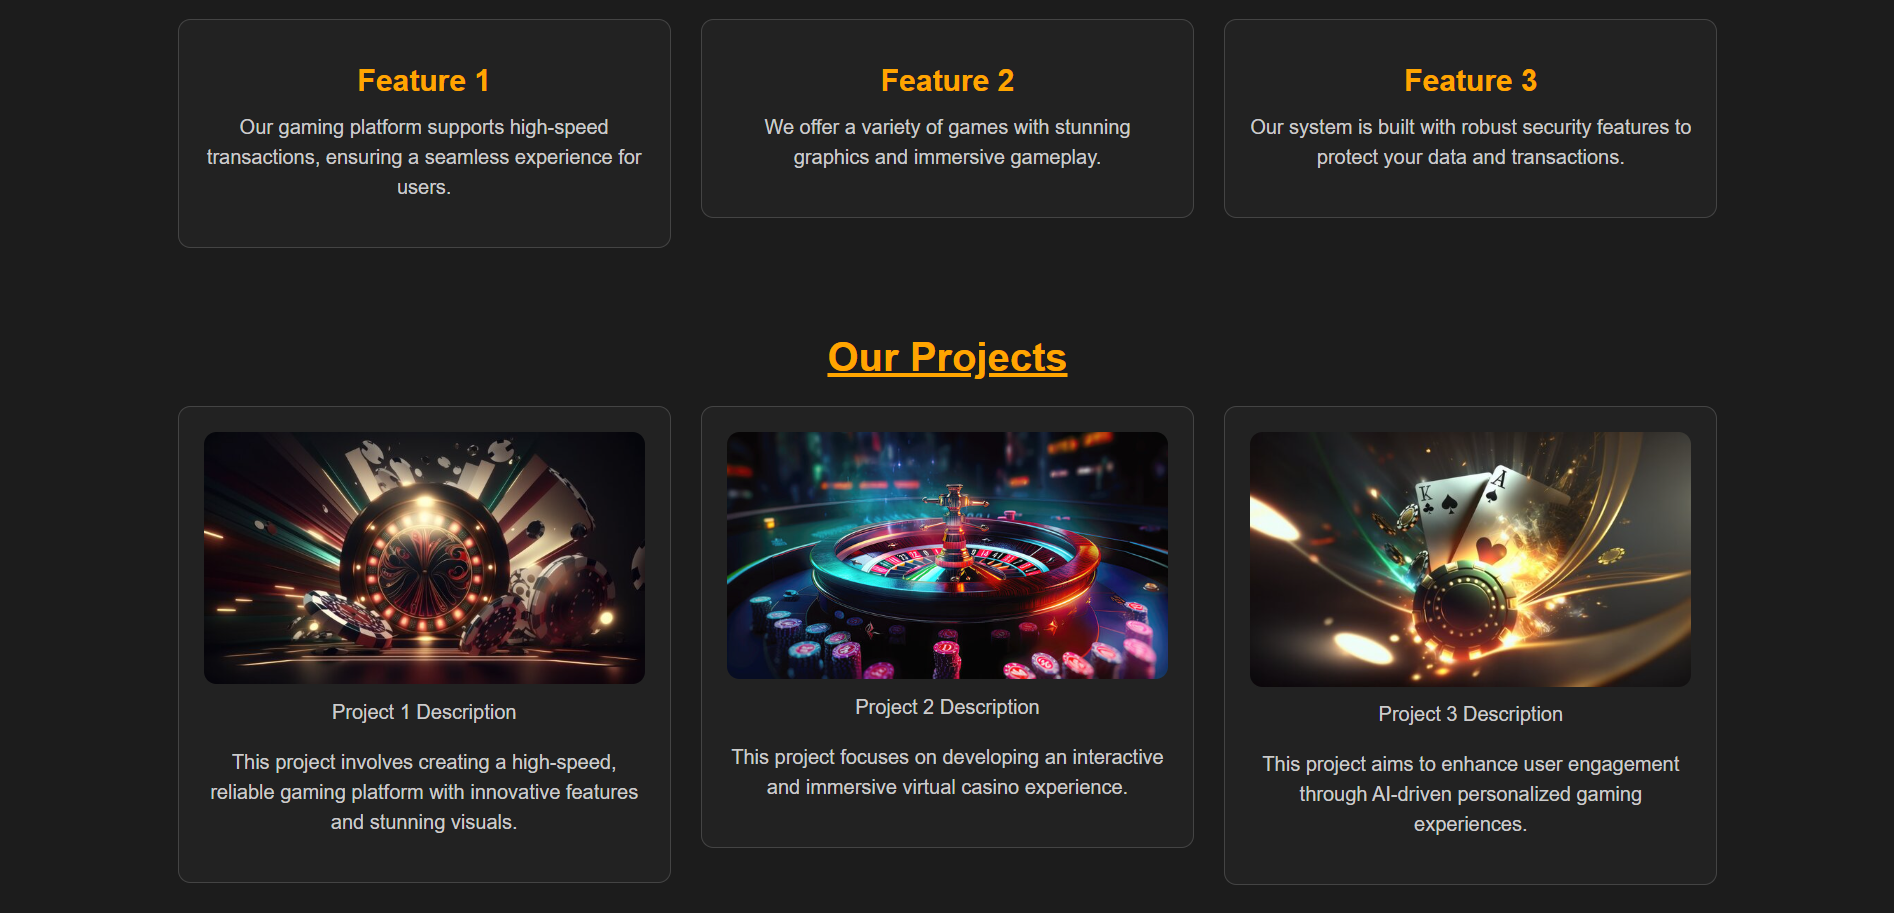 Feature 1
Our gaming platform supports high-speed
transactions, ensuring a seamless experience for
users.
Feature 2
We offer a variety of games with stunning
graphics and immersive gameplay.
Feature 3
Our system is built with robust security features to
protect your data and transactions.
Our Projects
Project 1 Description
This project involves creating a high-speed,
reliable gaming platform with innovative features
and stunning visuals.
Project 2 Description
This project focuses on developing an interactive
and immersive virtual casino experience.
K
A
Project 3 Description
This project aims to enhance user engagement
through AI-driven personalized gaming
experiences.